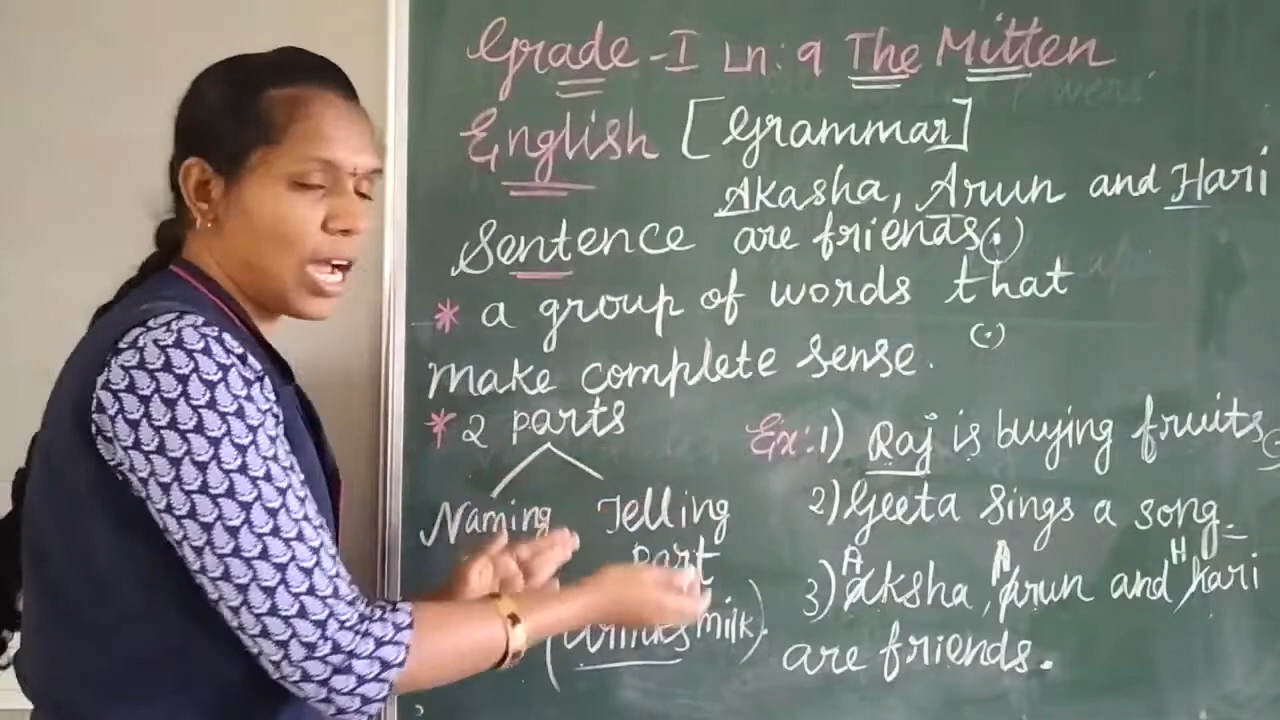 Grade-I Ln: 9 The Mitten
English [Grammar]
Akasha, Arun and Hari
Sentence are friends(.)
* a group of words that
make complete sense. (.)
* 2 parts
Naming Telling
part
(drinks milk).
Ex: 1) Raj is buying fruits
2) Geeta sings a song
3) Aksha, Arun and Hari
are friends.